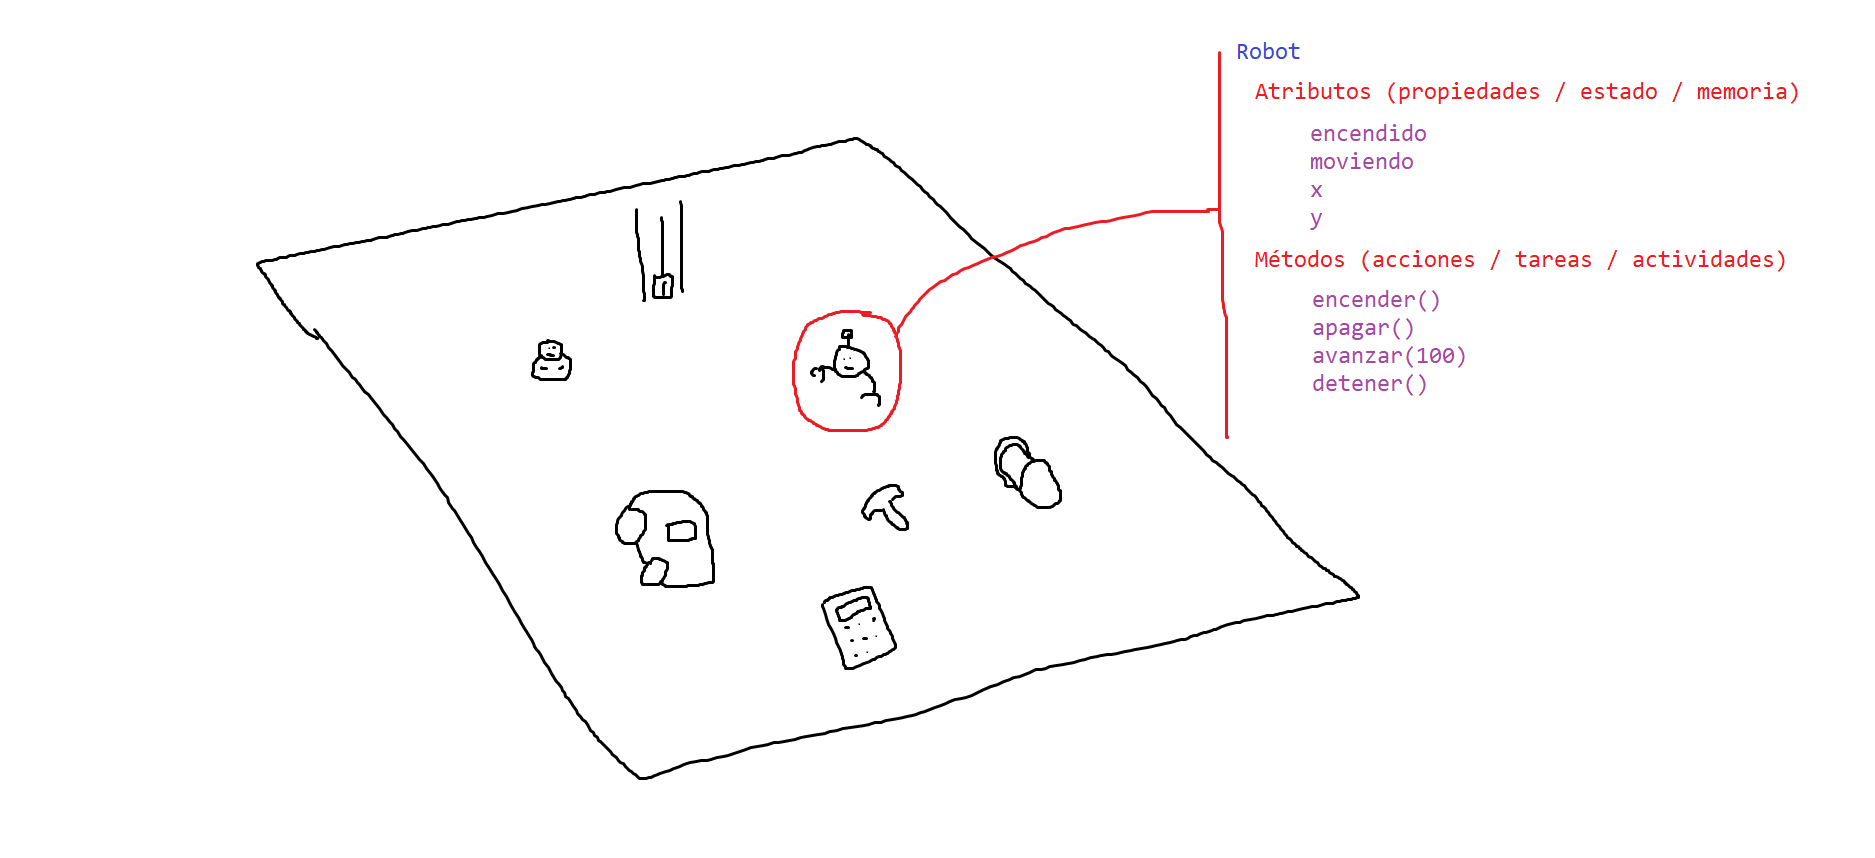 Robot
Atributos (propiedades / estado / memoria)
encendido
moviendo
x
y
Métodos (acciones / tareas / actividades)
encender()
apagar()
avanzar(100)
detener()